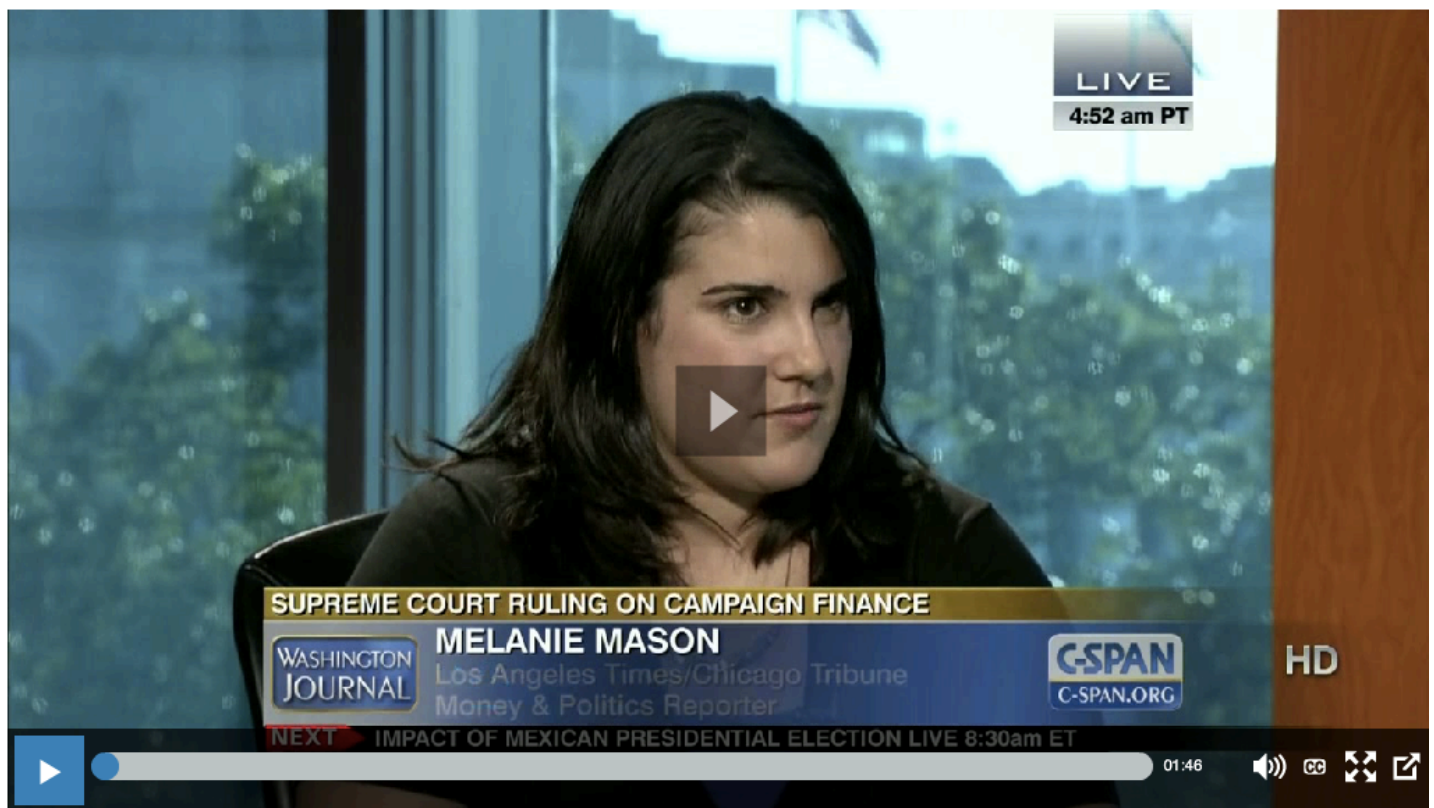 LIVE
4:52 am PT
SUPREME COURT RULING ON CAMPAIGN FINANCE
WASHINGTON
JOURNAL
MELANIE MASON
Los Angeles Times/Chicago Tribune
Money & Politics Reporter
C-SPAN
C-SPAN.ORG
HD
NEXT IMPACT OF MEXICAN PRESIDENTIAL ELECTION LIVE 8:30am ET
01:46
CC